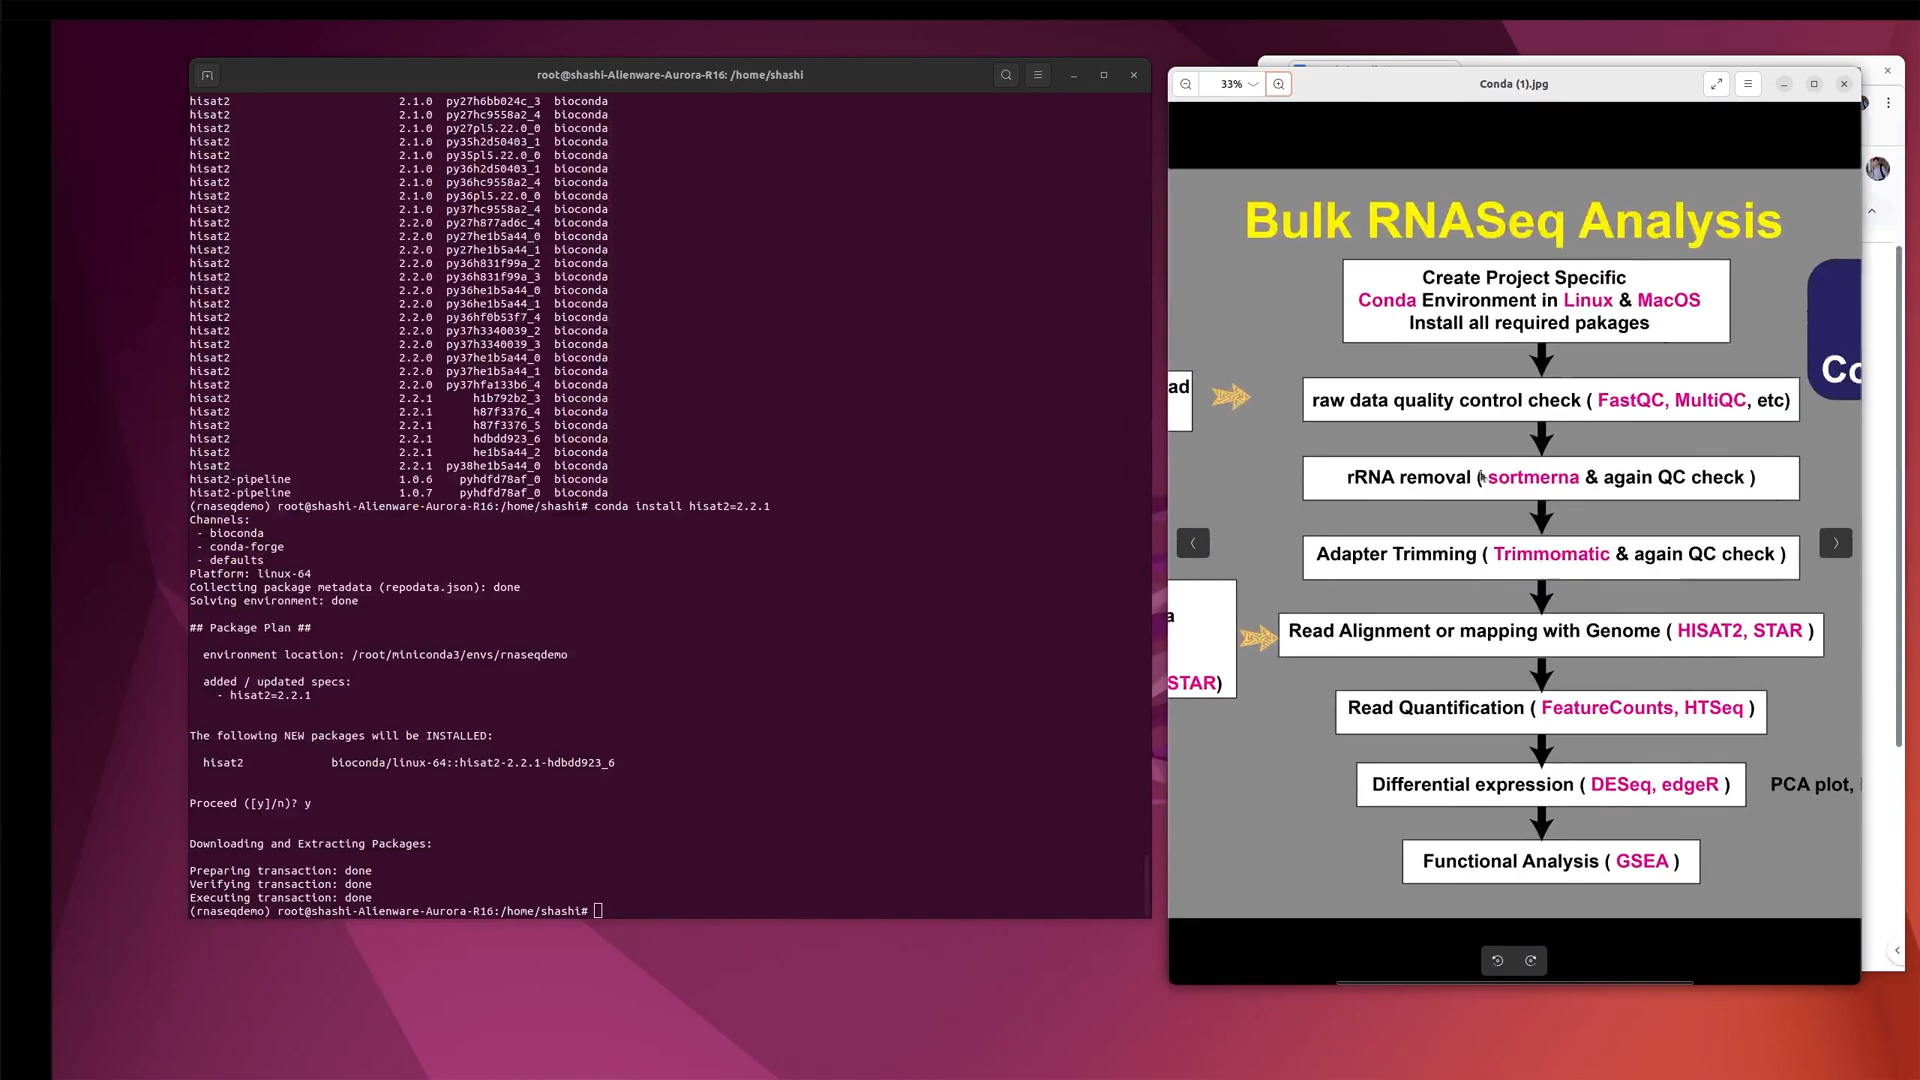 root@shashi-Alienware-Aurora-R16: /home/shashi
hisat2 2.1.0 py27h6bb024c_3 bioconda
hisat2 2.1.0 py27hc9558a2_4 bioconda
hisat2 2.1.0 py27pl5.22.0_0 bioconda
hisat2 2.1.0 py35h2d50403_1 bioconda
hisat2 2.1.0 py35pl5.22.0_0 bioconda
hisat2 2.1.0 py36h2d50403_1 bioconda
hisat2 2.1.0 py36hc9558a2_4 bioconda
hisat2 2.1.0 py36pl5.22.0_0 bioconda
hisat2 2.1.0 py37hc9558a2_4 bioconda
hisat2 2.2.0 py27h877ad6c_4 bioconda
hisat2 2.2.0 py27he1b5a44_0 bioconda
hisat2 2.2.0 py27he1b5a44_1 bioconda
hisat2 2.2.0 py36h831f99a_2 bioconda
hisat2 2.2.0 py36h831f99a_3 bioconda
hisat2 2.2.0 py36he1b5a44_0 bioconda
hisat2 2.2.0 py36he1b5a44_1 bioconda
hisat2 2.2.0 py36hf0b53f7_4 bioconda
hisat2 2.2.0 py37h3340039_2 bioconda
hisat2 2.2.0 py37h3340039_3 bioconda
hisat2 2.2.0 py37he1b5a44_0 bioconda
hisat2 2.2.0 py37he1b5a44_1 bioconda
hisat2 2.2.0 py37hfa133b6_4 bioconda
hisat2 2.2.1 h1b792b2_3 bioconda
hisat2 2.2.1 h87f3376_4 bioconda
hisat2 2.2.1 h87f3376_5 bioconda
hisat2 2.2.1 hdbdd923_6 bioconda
hisat2 2.2.1 he1b5a44_2 bioconda
hisat2 2.2.1 py38he1b5a44_0 bioconda
hisat2-pipeline 1.0.6 pyhdfd78af_0 bioconda
hisat2-pipeline 1.0.7 pyhdfd78af_0 bioconda
(rnaseqdemo) root@shashi-Alienware-Aurora-R16:/home/shashi# conda install hisat2=2.2.1
Channels:
- bioconda
- conda-forge
- defaults
Platform: linux-64
Collecting package metadata (repodata.json): done
Solving environment: done
## Package Plan ##
environment location: /root/miniconda3/envs/rnaseqdemo
added / updated specs:
- hisat2=2.2.1
The following NEW packages will be INSTALLED:
hisat2 bioconda/linux-64::hisat2-2.2.1-hdbdd923_6
Proceed ([y]/n)? y
Downloading and Extracting Packages:
Preparing transaction: done
Verifying transaction: done
Executing transaction: done
(rnaseqdemo) root@shashi-Alienware-Aurora-R16:/home/shashi#
33%
Conda (1).jpg
Bulk RNASeq Analysis
Create Project Specific
Conda Environment in Linux & MacOS
Install all required pakages
ad
Co
raw data quality control check ( FastQC, MultiQC, etc)
rRNA removal ( sortmerna & again QC check )
Adapter Trimming ( Trimmomatic & again QC check )
a
Read Alignment or mapping with Genome ( HISAT2, STAR )
STAR)
Read Quantification ( FeatureCounts, HTSeq )
Differential expression ( DESeq, edgeR )
PCA plot,
Functional Analysis ( GSEA )